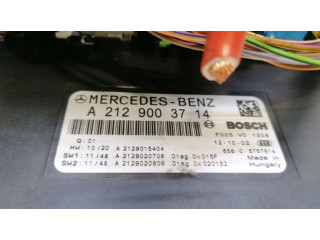 MERCEDES-BENZ
A 212 900 37 14
BOSCH
Q: 01
HW: 10/20 A 2129015404
SW1: 11/48 A 2129020706 Diag 0x015F
SW2: 11/48 A 2129020806 Diag 0x020152
12-10-02
Made in
Hungary